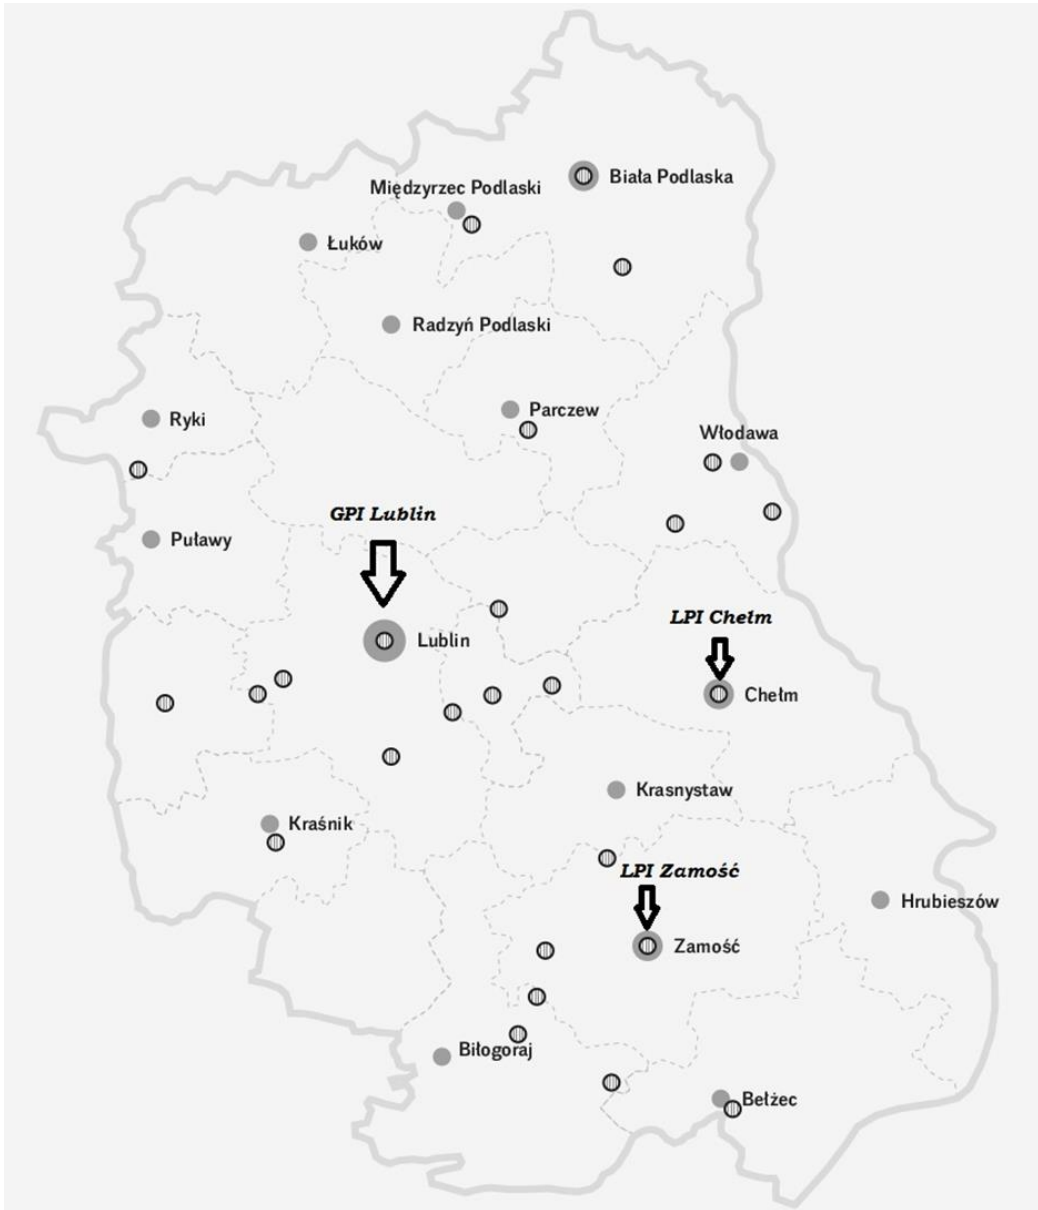 Biała Podlaska
Międzyrzec Podlaski
Łuków
Radzyń Podlaski
Parczew
Ryki
Włodawa
GPI Lublin
Puławy
LPI Chełm
Lublin
Chełm
Krasnystaw
Kraśnik
LPI Zamość
Hrubieszów
Zamość
Biłogoraj
Bełżec